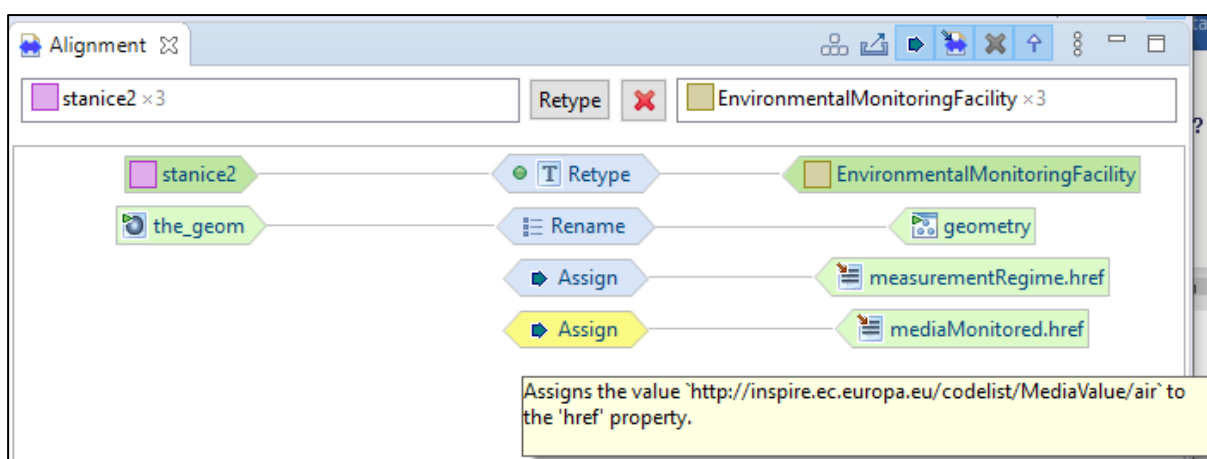 Alignment
stanice2 ×3 Retype EnvironmentalMonitoringFacility ×3
?
stanice2 T Retype EnvironmentalMonitoringFacility
the_geom Rename geometry
Assign measurementRegime.href
Assign mediaMonitored.href
Assigns the value `http://inspire.ec.europa.eu/codelist/MediaValue/air` to
the 'href' property.